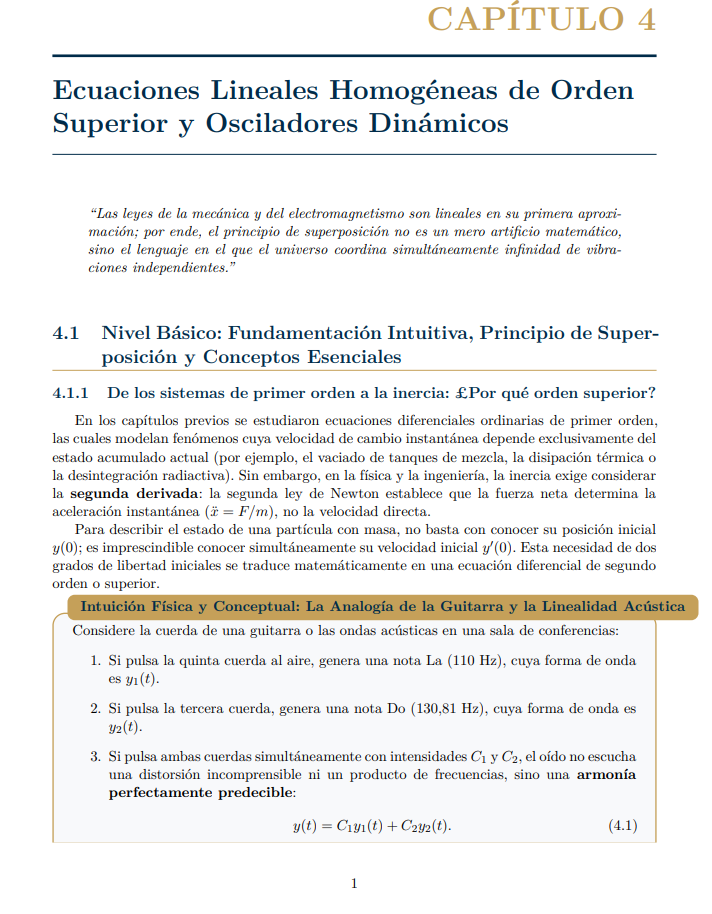 CAPÍTULO 4
Ecuaciones Lineales Homogéneas de Orden
Superior y Osciladores Dinámicos
“Las leyes de la mecánica y del electromagnetismo son lineales en su primera aproxi-
mación; por ende, el principio de superposición no es un mero artificio matemático,
sino el lenguaje en el que el universo coordina simultáneamente infinidad de vibra-
ciones independientes.”
4.1 Nivel Básico: Fundamentación Intuitiva, Principio de Super-
posición y Conceptos Esenciales
4.1.1 De los sistemas de primer orden a la inercia: £Por qué orden superior?
En los capítulos previos se estudiaron ecuaciones diferenciales ordinarias de primer orden,
las cuales modelan fenómenos cuya velocidad de cambio instantánea depende exclusivamente del
estado acumulado actual (por ejemplo, el vaciado de tanques de mezcla, la disipación térmica o
la desintegración radiactiva). Sin embargo, en la física y la ingeniería, la inercia exige considerar
la segunda derivada: la segunda ley de Newton establece que la fuerza neta determina la
aceleración instantánea (ẍ = F/m), no la velocidad directa.
Para describir el estado de una partícula con masa, no basta con conocer su posición inicial
y(0); es imprescindible conocer simultáneamente su velocidad inicial y′(0). Esta necesidad de dos
grados de libertad iniciales se traduce matemáticamente en una ecuación diferencial de segundo
orden o superior.
Intuición Física y Conceptual: La Analogía de la Guitarra y la Linealidad Acústica
Considere la cuerda de una guitarra o las ondas acústicas en una sala de conferencias:
1. Si pulsa la quinta cuerda al aire, genera una nota La (110 Hz), cuya forma de onda
es y₁(t).
2. Si pulsa la tercera cuerda, genera una nota Do (130,81 Hz), cuya forma de onda es
y₂(t).
3. Si pulsa ambas cuerdas simultáneamente con intensidades C₁ y C₂, el oído no escucha
una distorsión incomprensible ni un producto de frecuencias, sino una armonía
perfectamente predecible:
y(t) = C₁y₁(t) + C₂y₂(t). (4.1)
1